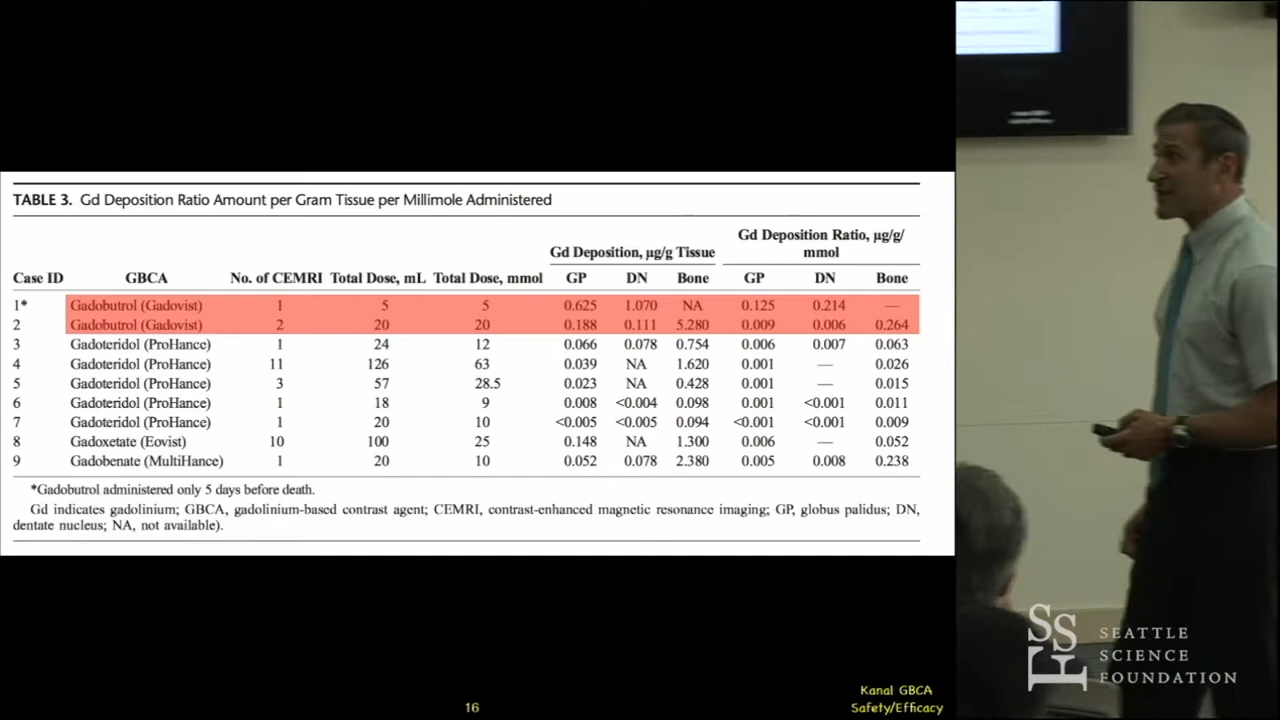 TABLE 3. Gd Deposition Ratio Amount per Gram Tissue per Millimole Administered
Gd Deposition, μg/g Tissue Gd Deposition Ratio, μg/g/mmol
Case ID GBCA No. of CEMRI Total Dose, mL Total Dose, mmol GP DN Bone GP DN Bone
1* Gadobutrol (Gadovist) 1 5 5 0.625 1.070 NA 0.125 0.214 —
2 Gadobutrol (Gadovist) 2 20 20 0.188 0.111 5.280 0.009 0.006 0.264
3 Gadoteridol (ProHance) 1 24 12 0.066 0.078 0.754 0.006 0.007 0.063
4 Gadoteridol (ProHance) 11 126 63 0.039 NA 1.620 0.001 — 0.026
5 Gadoteridol (ProHance) 3 57 28.5 0.023 NA 0.428 0.001 — 0.015
6 Gadoteridol (ProHance) 1 18 9 0.008 <0.004 0.098 0.001 <0.001 0.011
7 Gadoteridol (ProHance) 1 20 10 <0.005 <0.005 0.094 <0.001 <0.001 0.009
8 Gadoxetate (Eovist) 10 100 25 0.148 NA 1.300 0.006 — 0.052
9 Gadobenate (MultiHance) 1 20 10 0.052 0.078 2.380 0.005 0.008 0.238
*Gadobutrol administered only 5 days before death.
Gd indicates gadolinium; GBCA, gadolinium-based contrast agent; CEMRI, contrast-enhanced magnetic resonance imaging; GP, globus palidus; DN,
dentate nucleus; NA, not available).
16
Kanal GBCA
Safety/Efficacy
SSF
SEATTLE
SCIENCE
FOUNDATION